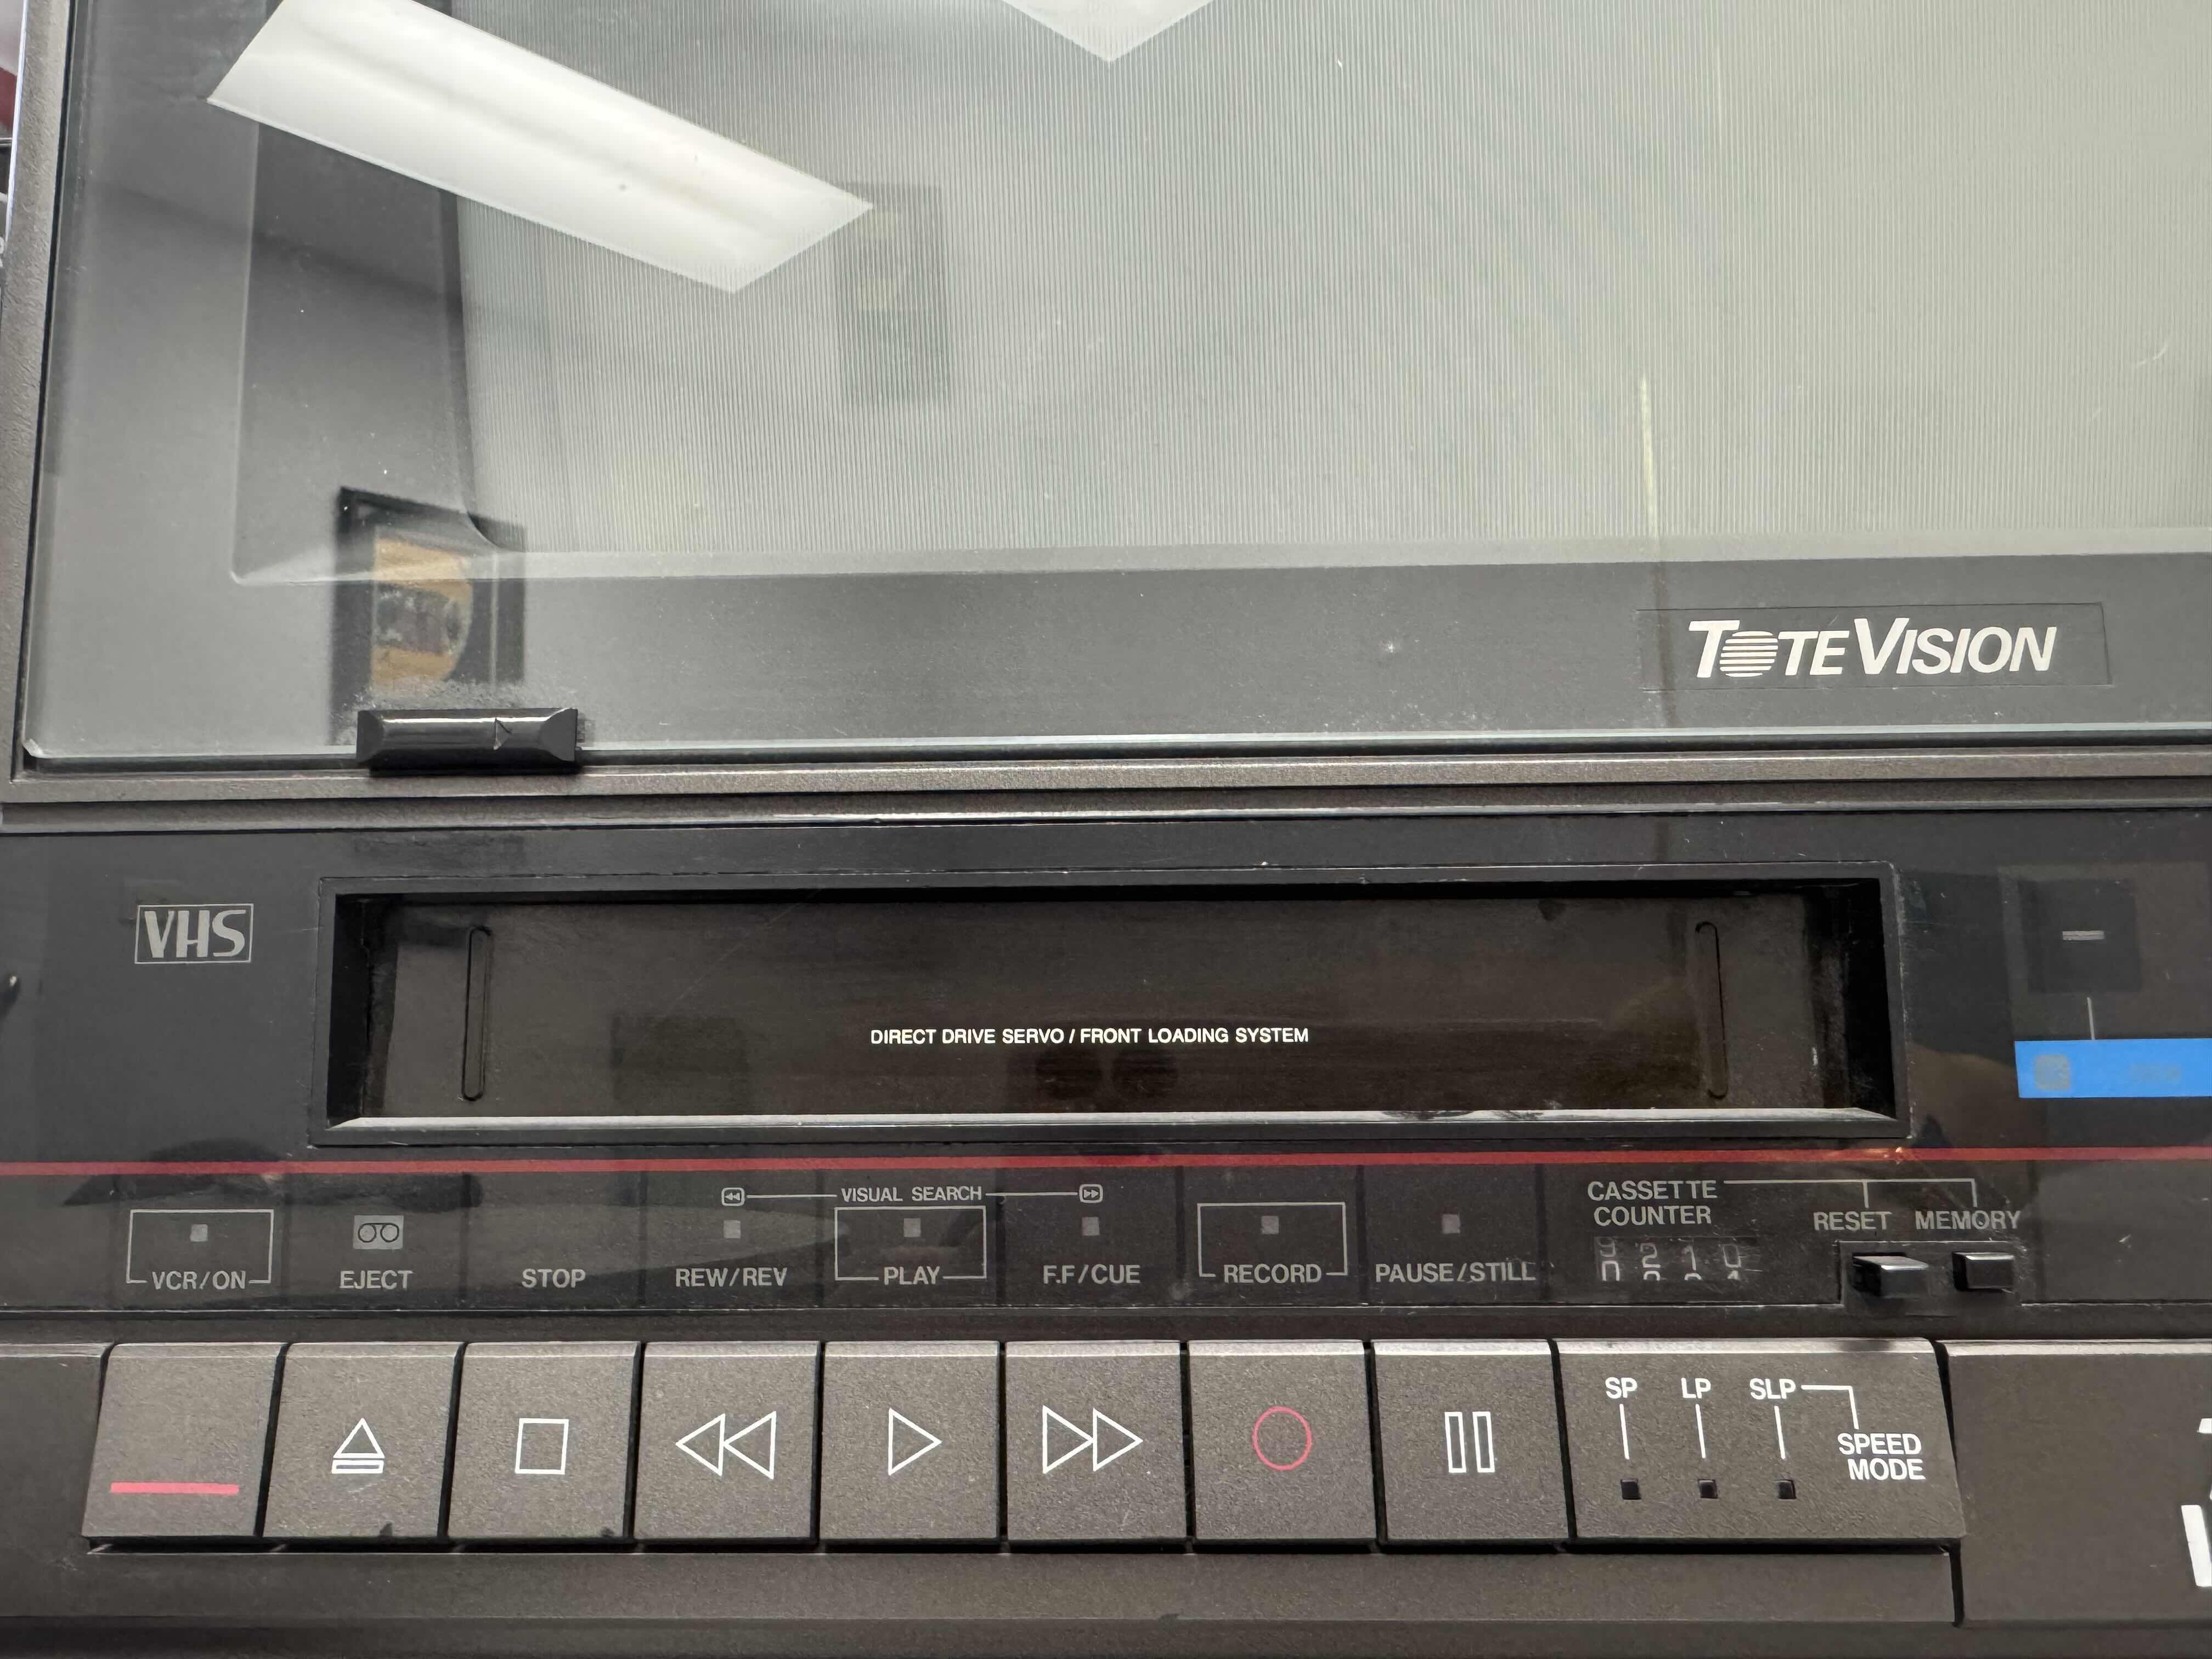 TOTEVISION
VHS
DIRECT DRIVE SERVO / FRONT LOADING SYSTEM
VISUAL SEARCH
CASSETTE
COUNTER
RESET MEMORY
VCR/ON EJECT STOP REW/REV PLAY F.F/CUE RECORD PAUSE/STILL
SP LP SLP
SPEED
MODE